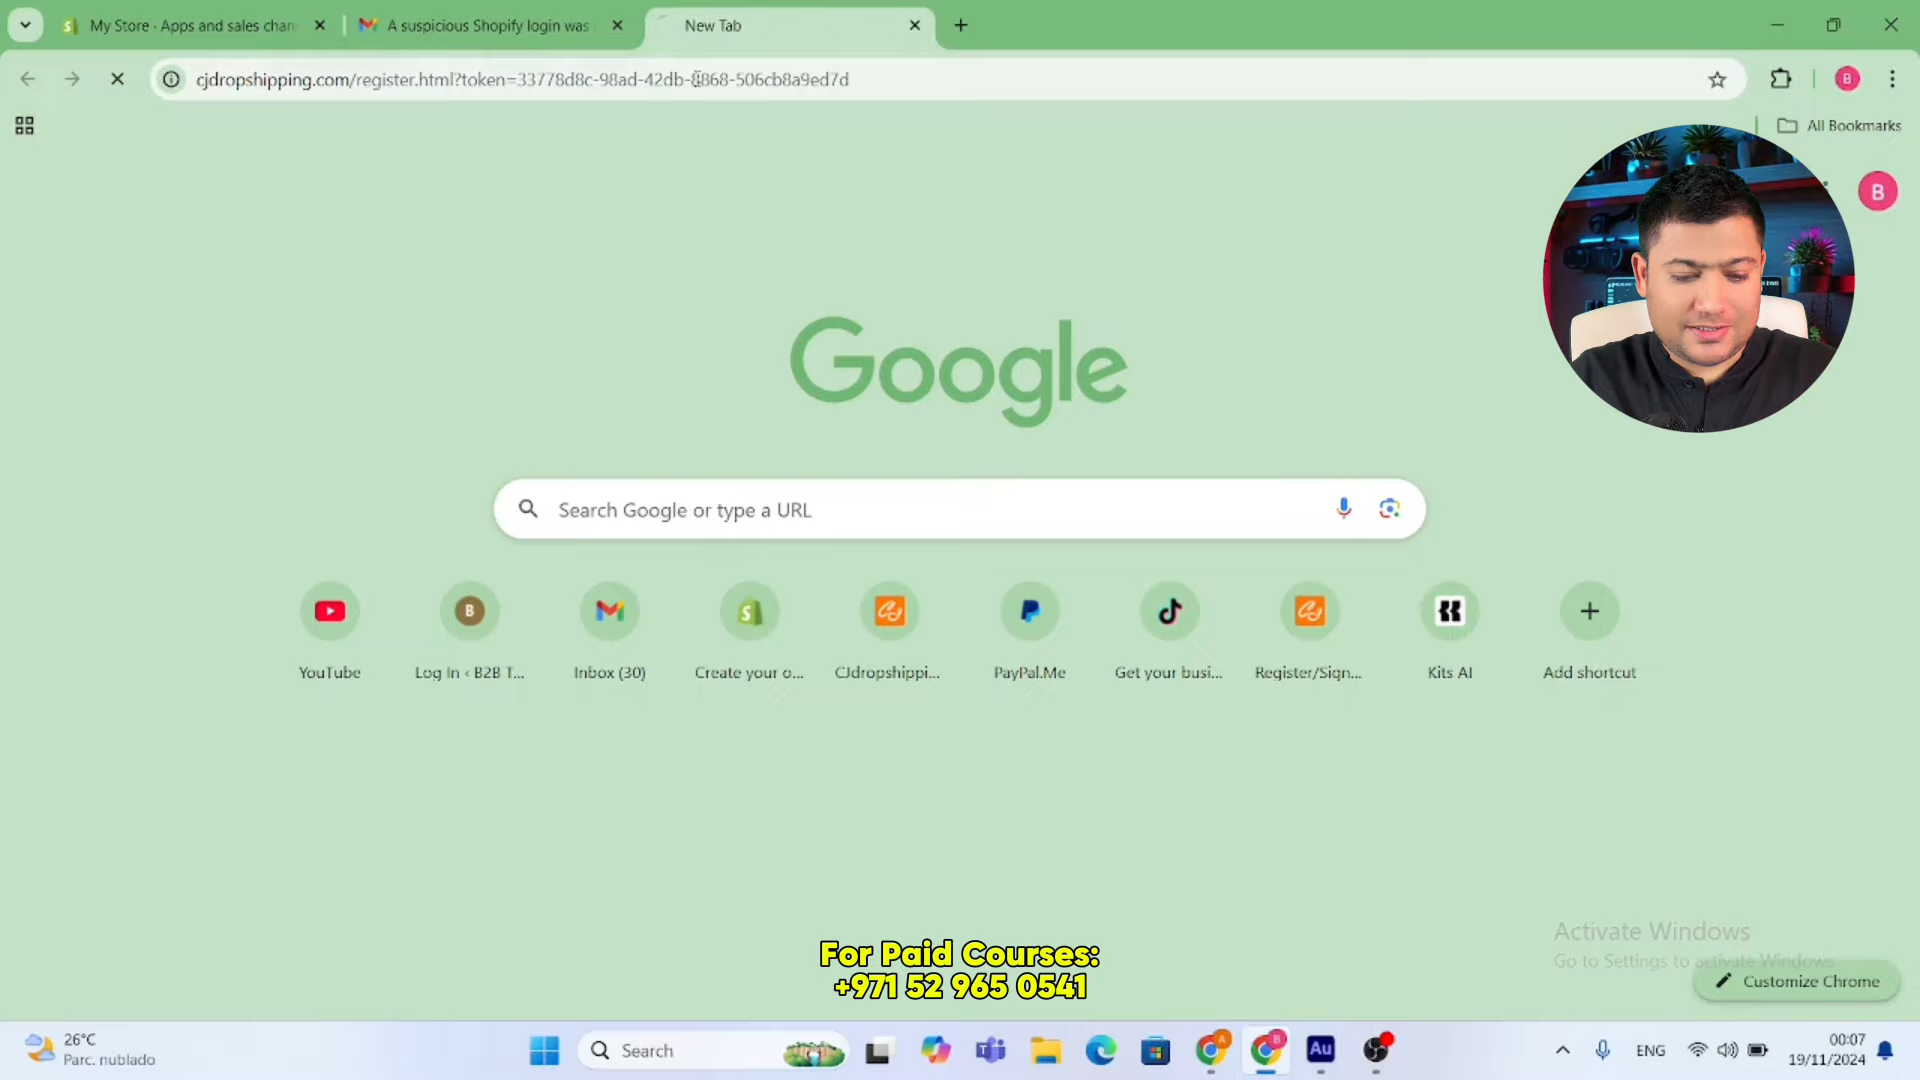 My Store · Apps and sales chan
A suspicious Shopify login was
New Tab
cjdropshipping.com/register.html?token=33778d8c-98ad-42db-8868-506cb8a9ed7d
B
All Bookmarks
B
Google
Search Google or type a URL
YouTube
B
Log In ‹ B2B T...
Inbox (30)
Create your o...
CJdropshippi...
PayPal.Me
Get your busi...
Register/Sign...
Kits AI
Add shortcut
Activate Windows
Go to Settings to activate Windows.
Customize Chrome
For Paid Courses:
+971 52 965 0541
26°C
Parc. nublado
Search
A
B
Au
ENG
00:07
19/11/2024